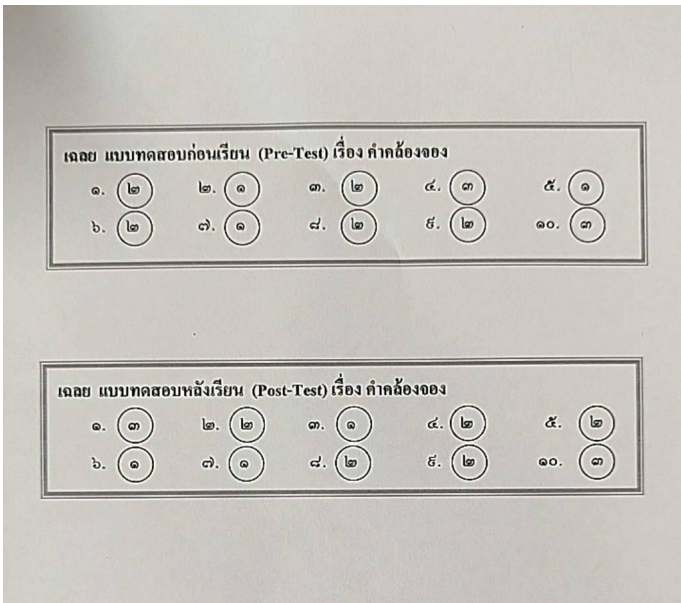 เฉลย แบบทดสอบก่อนเรียน (Pre-Test) เรื่อง คำคล้องจอง
๑. ๒ ๒. ๑ ๓. ๒ ๔. ๓ ๕. ๑
๖. ๒ ๗. ๑ ๘. ๒ ๙. ๒ ๑๐. ๓
เฉลย แบบทดสอบหลังเรียน (Post-Test) เรื่อง คำคล้องจอง
๑. ๓ ๒. ๒ ๓. ๑ ๔. ๒ ๕. ๒
๖. ๑ ๗. ๑ ๘. ๒ ๙. ๒ ๑๐. ๓